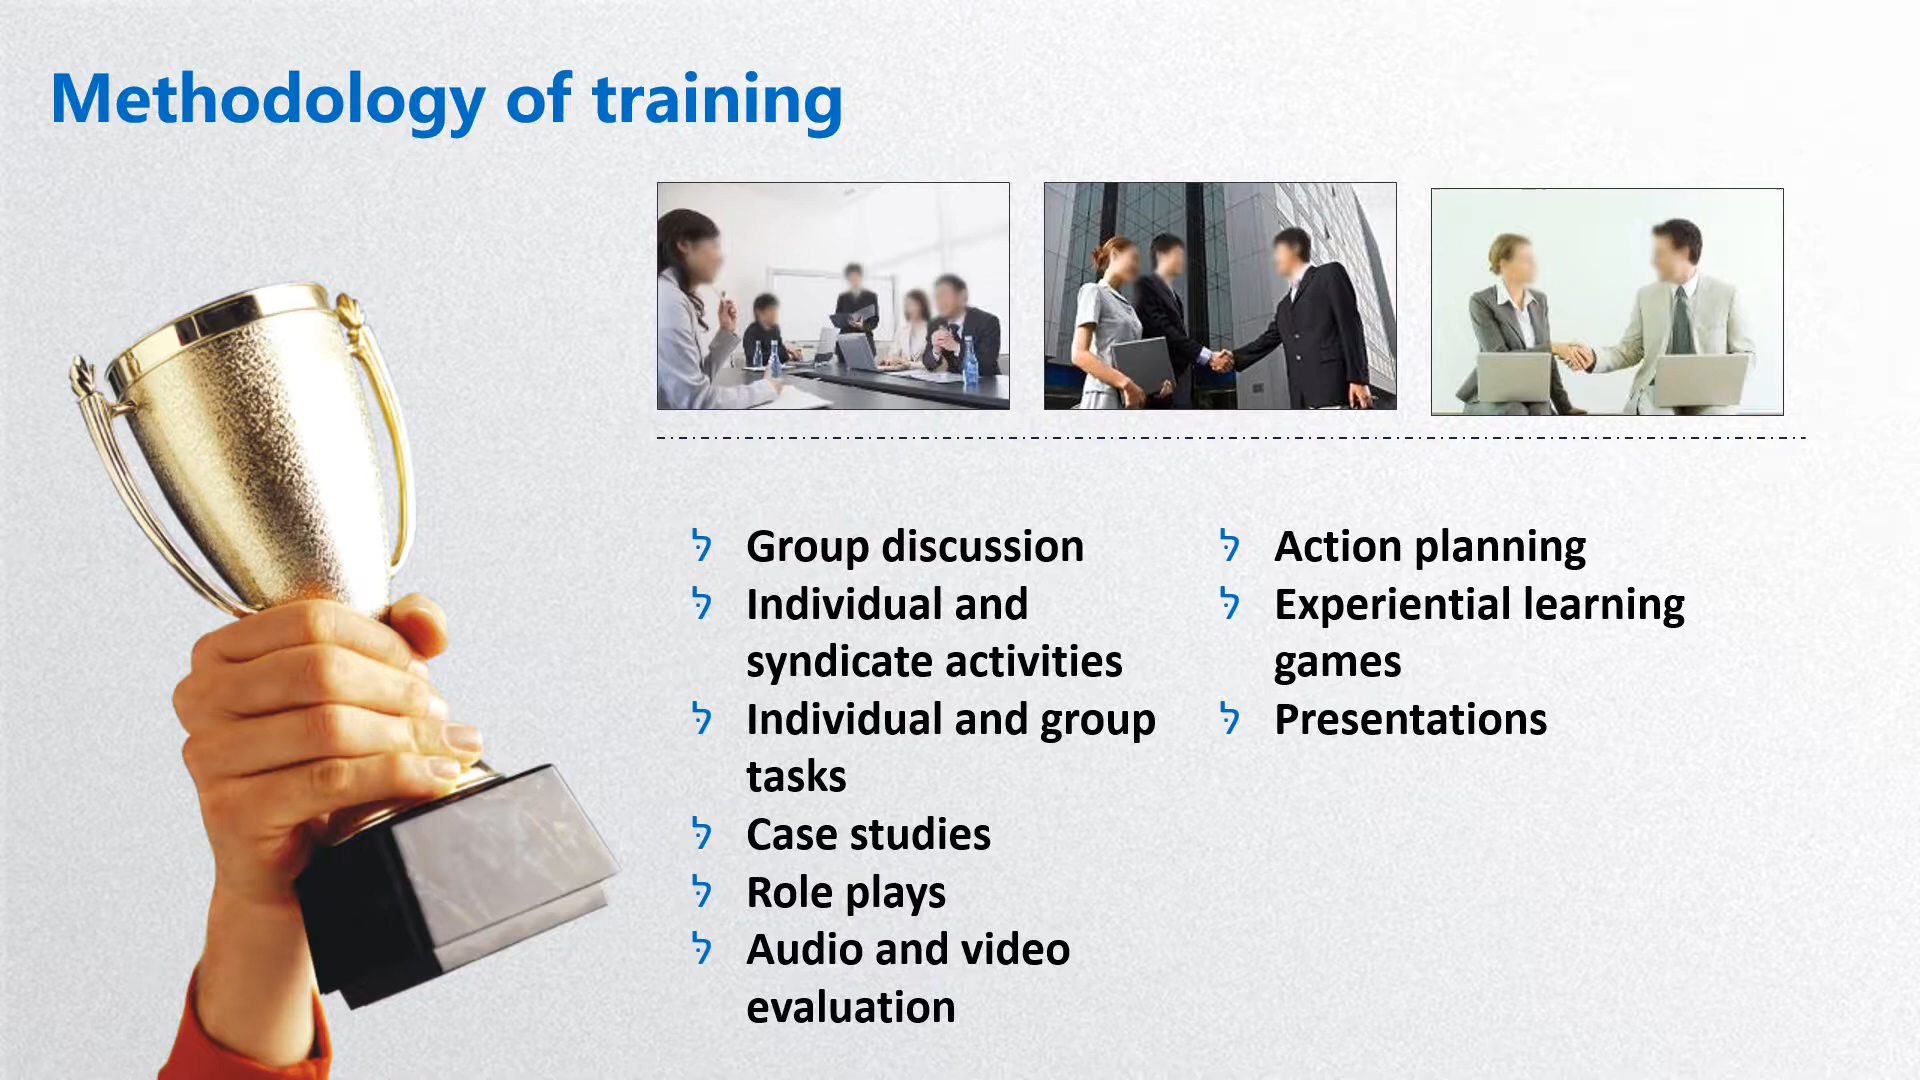 Methodology of training
לּ Group discussion
לּ Individual and
syndicate activities
לּ Individual and group
tasks
לּ Case studies
לּ Role plays
לּ Audio and video
evaluation
לּ Action planning
לּ Experiential learning
games
לּ Presentations